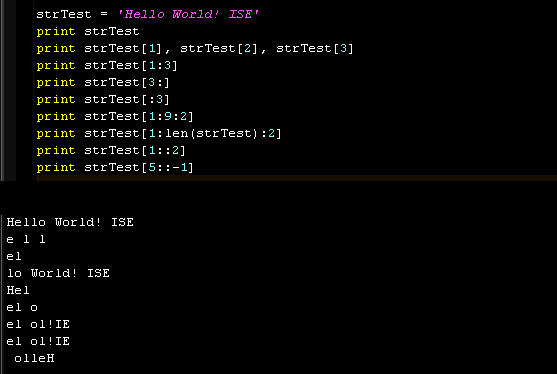 strTest = 'Hello World! ISE'
print strTest
print strTest[1], strTest[2], strTest[3]
print strTest[1:3]
print strTest[3:]
print strTest[:3]
print strTest[1:9:2]
print strTest[1:len(strTest):2]
print strTest[1::2]
print strTest[5::-1]
Hello World! ISE
e l l
el
lo World! ISE
Hel
el o
el ol!IE
el ol!IE
 olleH